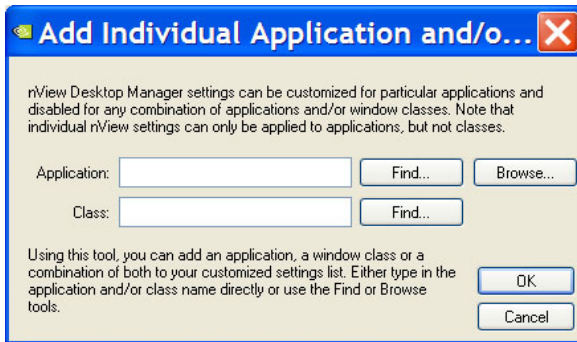 Add Individual Application and/o...
nView Desktop Manager settings can be customized for particular applications and
disabled for any combination of applications and/or window classes. Note that
individual nView settings can only be applied to applications, but not classes.
Application: Find... Browse...
Class: Find...
Using this tool, you can add an application, a window class or a
combination of both to your customized settings list. Either type in the
application and/or class name directly or use the Find or Browse
tools.
OK
Cancel